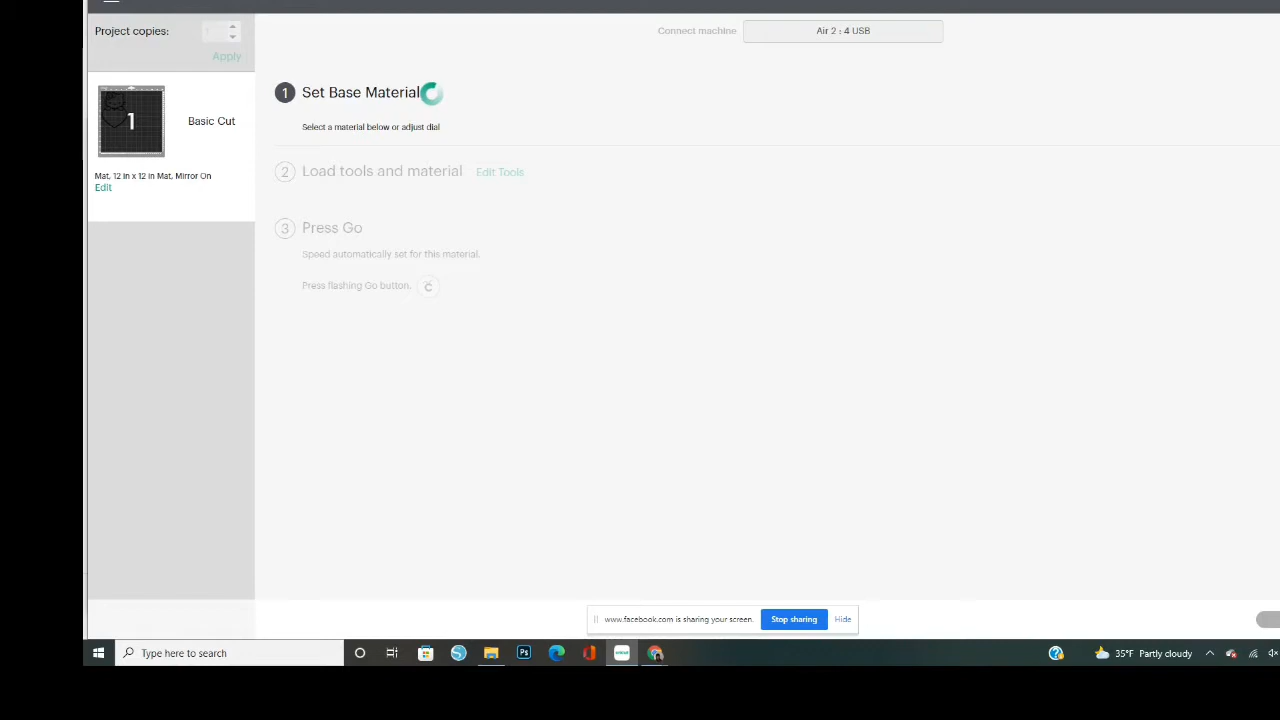 Project copies:
Apply
1
Basic Cut
Mat, 12 in x 12 in Mat, Mirror On
Edit
Connect machine
Air 2 : 4 USB
1 Set Base Material
Select a material below or adjust dial
2 Load tools and material Edit Tools
3 Press Go
Speed automatically set for this material.
Press flashing Go button.
www.facebook.com is sharing your screen.
Stop sharing
Hide
Type here to search
Ps
35°F Partly cloudy